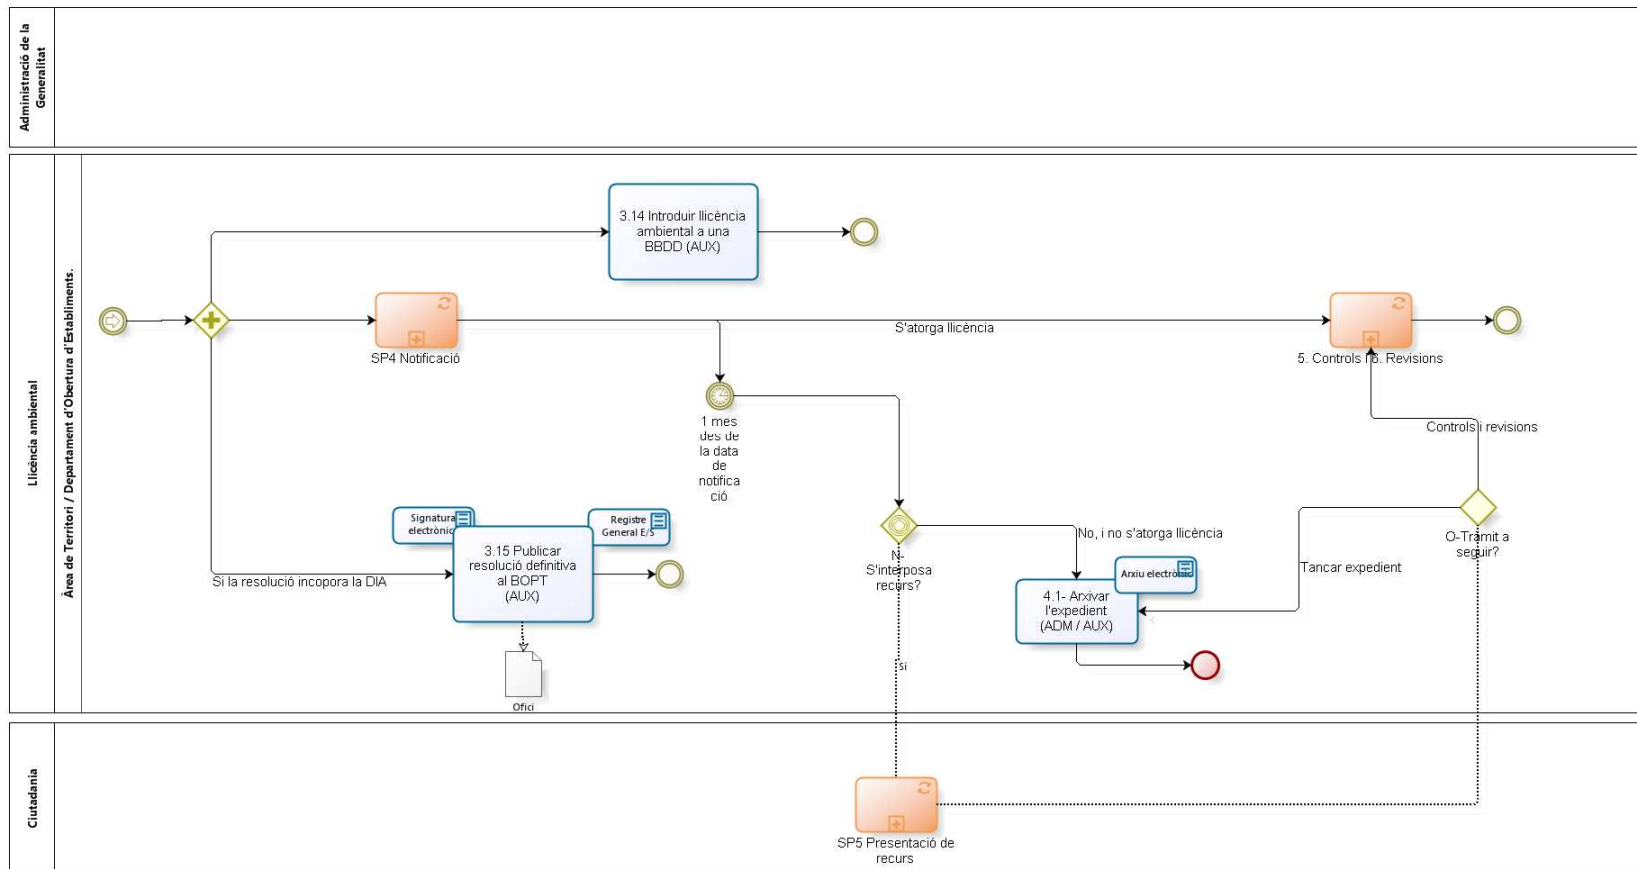 Administració de la
Generalitat
Llicència ambiental
Àrea de Territori / Departament d'Obertura d'Establiments.
3.14 Introduir llicència
ambiental a una
BBDD (AUX)
SP4 Notificació
S'atorga llicència
5. Controls i 6. Revisions
1 mes
des de
la data
de
notifica
ció
Controls i revisions
Signatura
electrònic
Registre
General E/S
3.15 Publicar
resolució definitiva
al BOPT
(AUX)
Si la resolució incopora la DIA
Ofici
N-
S'interposa
recurs?
No, i no s'atorga llicència
sí
O-Tràmit a
seguir?
Tancar expedient
Arxiu electrònic
4.1- Arxivar
l'expedient
(ADM / AUX)
Ciutadania
SP5 Presentació de
recurs